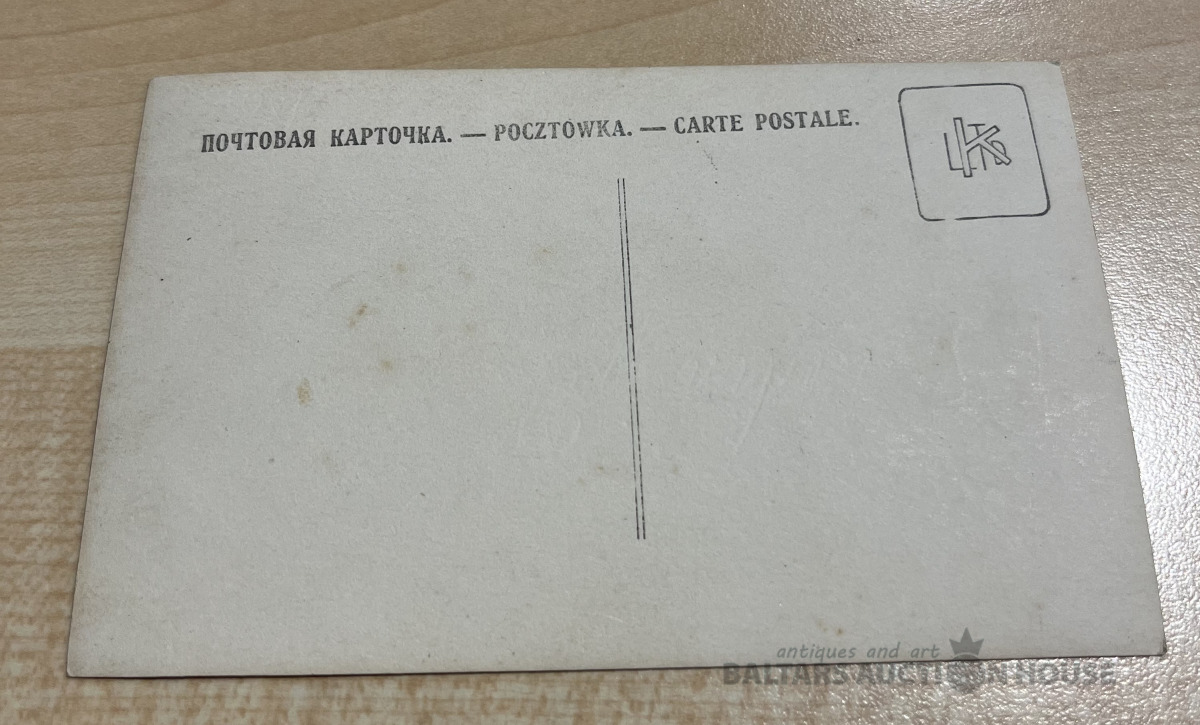 ПОЧТОВАЯ КАРТОЧКА. — POCZTÓWKA. — CARTE POSTALE.
antiques and art
BALTARS AUCTION HOUSE